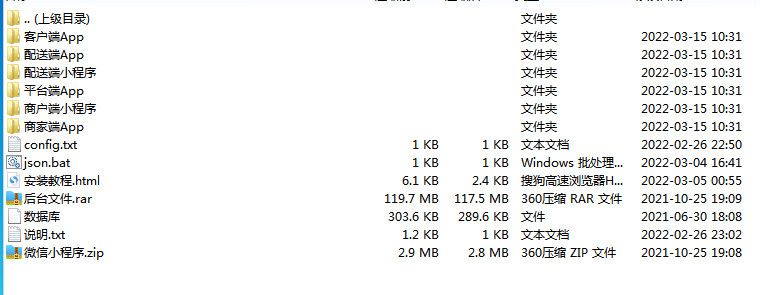 .. (上级目录) 文件夹
客户端App 文件夹 2022-03-15 10:31
配送端App 文件夹 2022-03-15 10:31
配送端小程序 文件夹 2022-03-15 10:31
平台端App 文件夹 2022-03-15 10:31
商户端小程序 文件夹 2022-03-15 10:31
商家端App 文件夹 2022-03-15 10:31
config.txt 1 KB 1 KB 文本文档 2022-02-26 22:50
json.bat 1 KB 1 KB Windows 批处理... 2022-03-04 16:41
安装教程.html 6.1 KB 2.4 KB 搜狗高速浏览器H... 2022-03-05 00:55
后台文件.rar 119.7 MB 117.5 MB 360压缩 RAR 文件 2021-10-25 19:09
数据库 303.6 KB 289.6 KB 文件 2021-06-30 18:08
说明.txt 1.2 KB 1 KB 文本文档 2022-02-26 23:02
微信小程序.zip 2.9 MB 2.8 MB 360压缩 ZIP 文件 2021-10-25 19:08